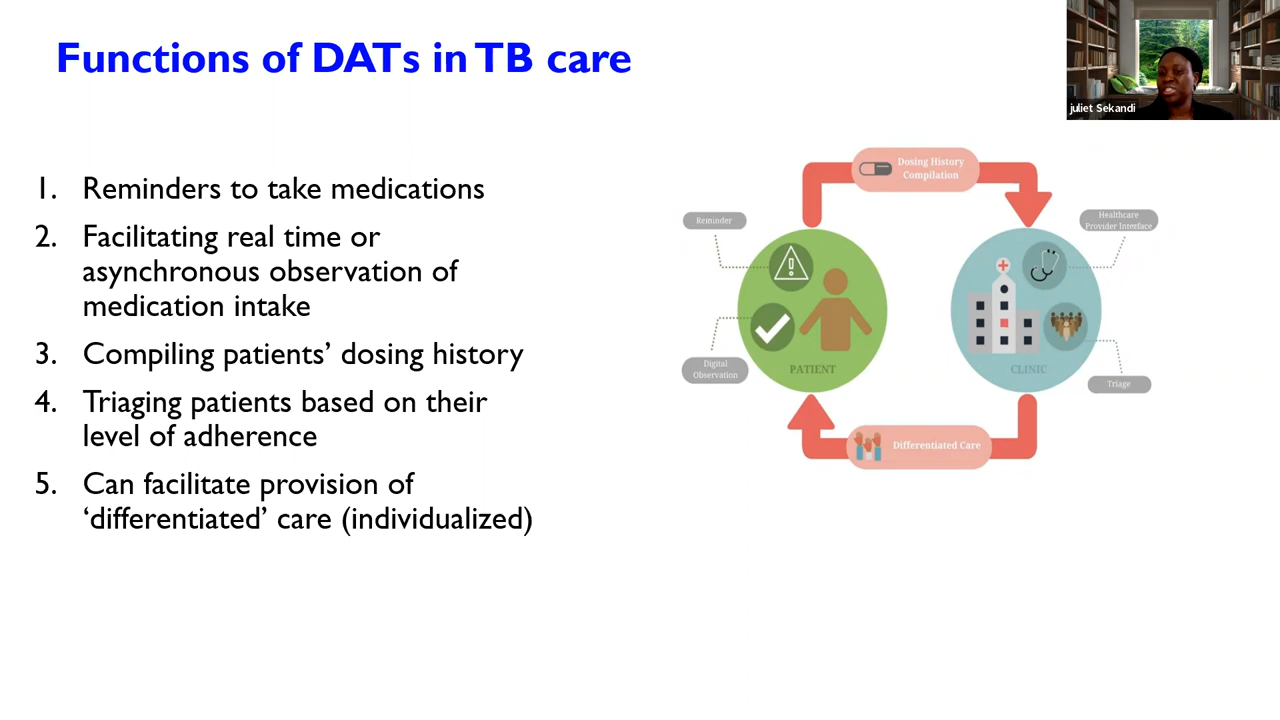 Functions of DATs in TB care
juliet Sekandi
1. Reminders to take medications
2. Facilitating real time or
asynchronous observation of
medication intake
3. Compiling patients’ dosing history
4. Triaging patients based on their
level of adherence
5. Can facilitate provision of
‘differentiated’ care (individualized)
Dosing History
Compilation
Reminder
Healthcare
Provider Interface
Digital
Observation
PATIENT
CLINIC
Triage
Differentiated Care